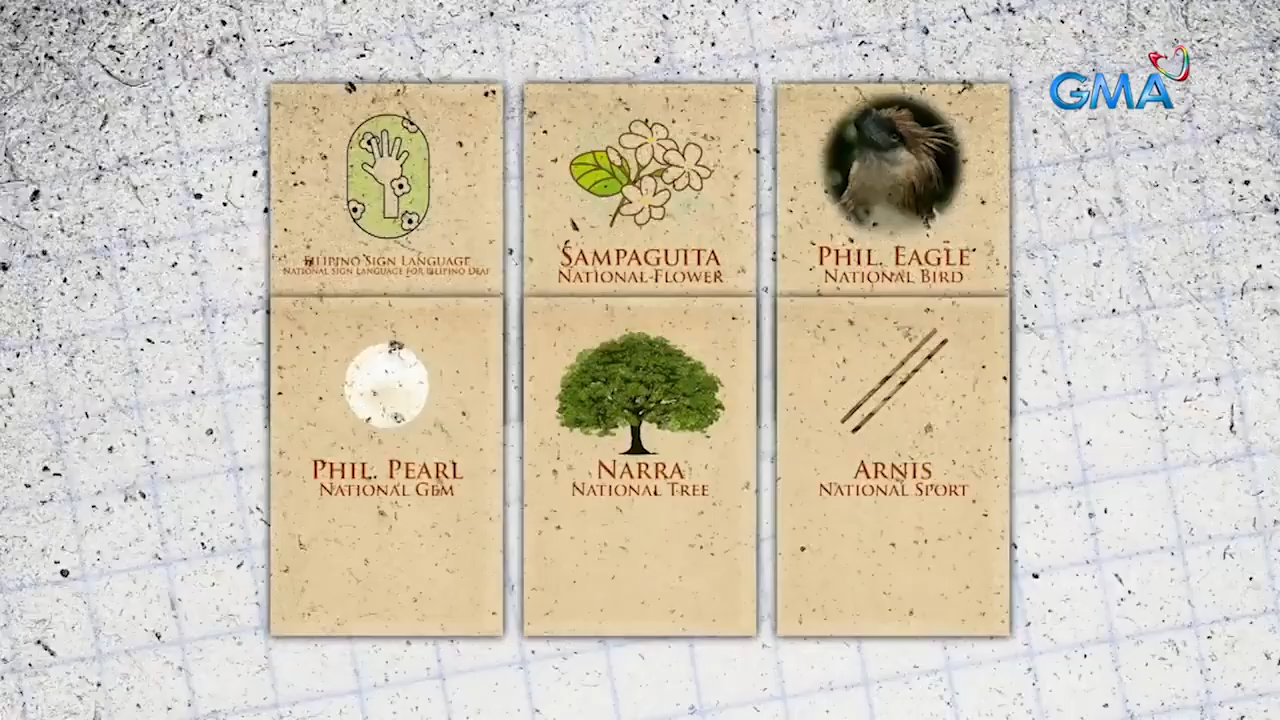 GMA
FILIPINO SIGN LANGUAGE
NATIONAL SIGN LANGUAGE FOR FILIPINO DEAF
SAMPAGUITA
NATIONAL FLOWER
PHIL. EAGLE
NATIONAL BIRD
PHIL. PEARL
NATIONAL GEM
NARRA
NATIONAL TREE
ARNIS
NATIONAL SPORT